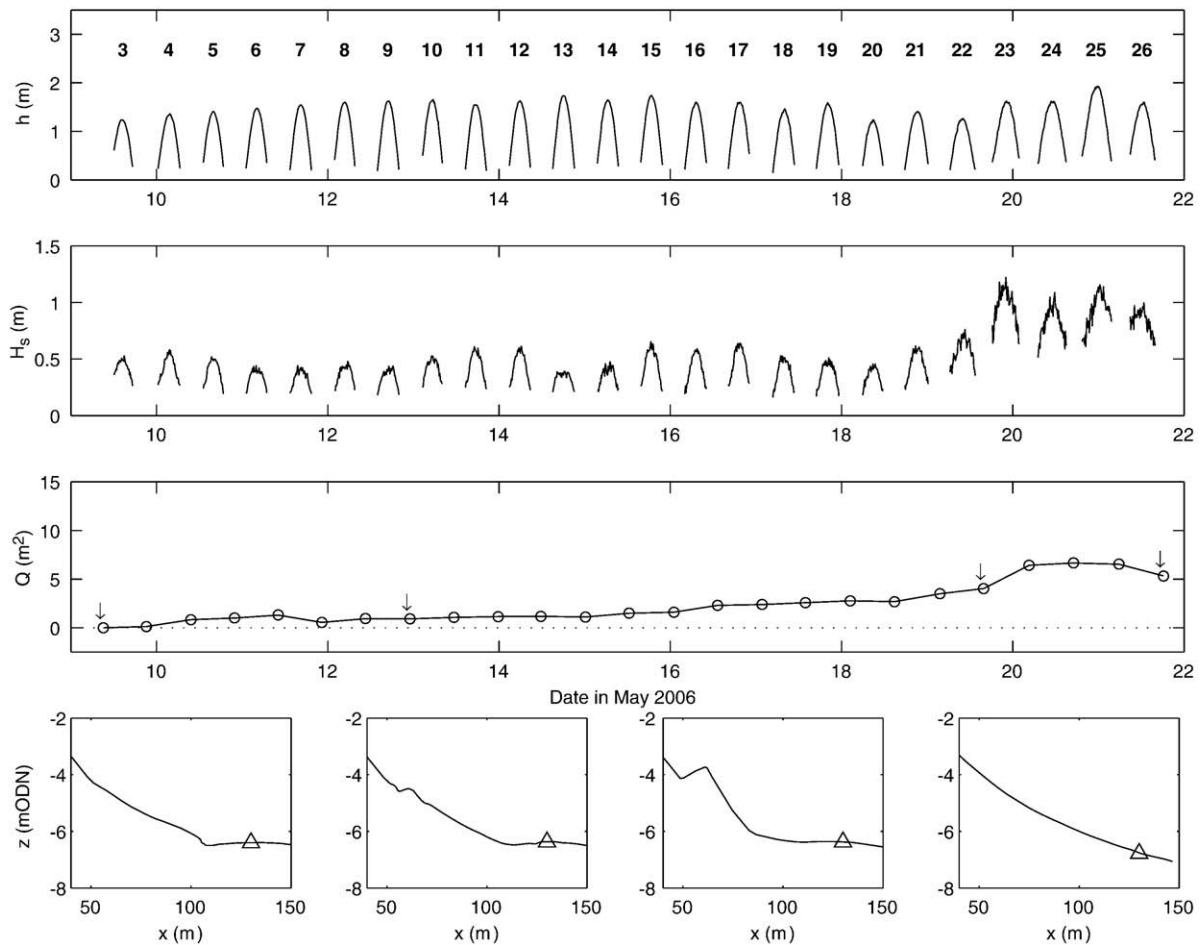 3
2
1
0
h (m)
3 4 5 6 7 8 9 10 11 12 13 14 15 16 17 18 19 20 21 22 23 24 25 26
10 12 14 16 18 20 22
1.5
1
0.5
0
Hs (m)
10 12 14 16 18 20 22
15
10
5
0
Q (m²)
10 12 14 16 18 20 22
Date in May 2006
-2 -2 -2 -2
-4 -4 -4 -4
-6 -6 -6 -6
-8 -8 -8 -8
z (mODN)
50 100 150 50 100 150 50 100 150 50 100 150
x (m) x (m) x (m) x (m)